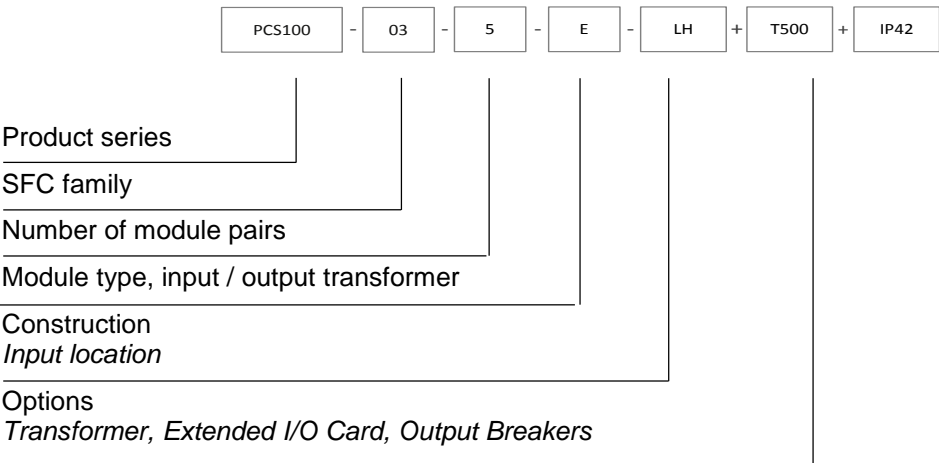 PCS100 - 03 - 5 - E - LH + T500 + IP42
Product series
SFC family
Number of module pairs
Module type, input / output transformer
Construction
Input location
Options
Transformer, Extended I/O Card, Output Breakers